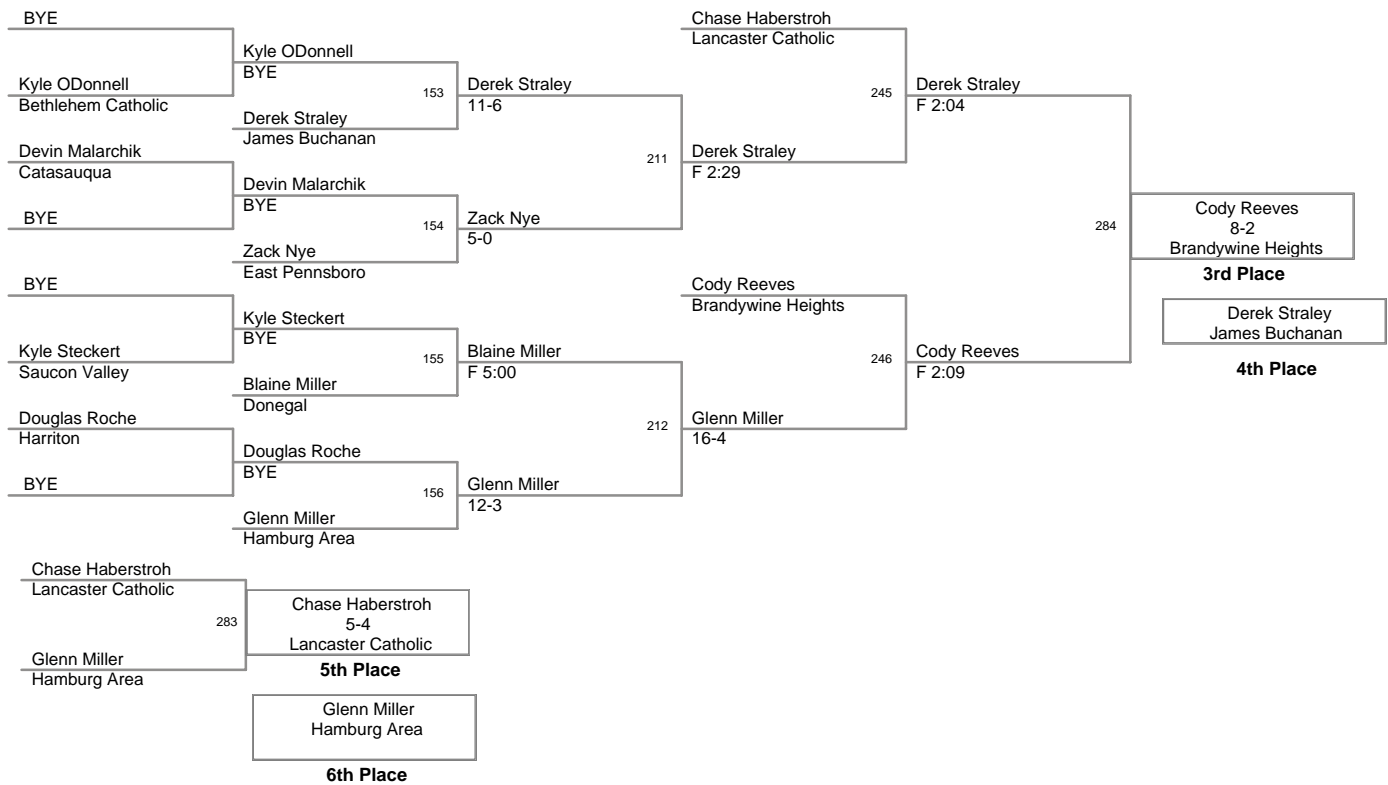 BYE
Kyle ODonnell
Bethlehem Catholic
Devin Malarchik
Catasauqua
BYE
BYE
Kyle Steckert
Saucon Valley
Douglas Roche
Harriton
BYE
Kyle ODonnell
BYE
153
Derek Straley
James Buchanan
Devin Malarchik
BYE
154
Zack Nye
East Pennsboro
Kyle Steckert
BYE
155
Blaine Miller
Donegal
Douglas Roche
BYE
156
Glenn Miller
Hamburg Area
Derek Straley
11-6
211
Zack Nye
5-0
Blaine Miller
F 5:00
212
Glenn Miller
12-3
Chase Haberstroh
Lancaster Catholic
245
Derek Straley
F 2:29
Cody Reeves
Brandywine Heights
246
Glenn Miller
16-4
Derek Straley
F 2:04
284
Cody Reeves
F 2:09
Cody Reeves
8-2
Brandywine Heights
3rd Place
Derek Straley
James Buchanan
4th Place
Chase Haberstroh
Lancaster Catholic
283
Glenn Miller
Hamburg Area
Chase Haberstroh
5-4
Lancaster Catholic
5th Place
Glenn Miller
Hamburg Area
6th Place